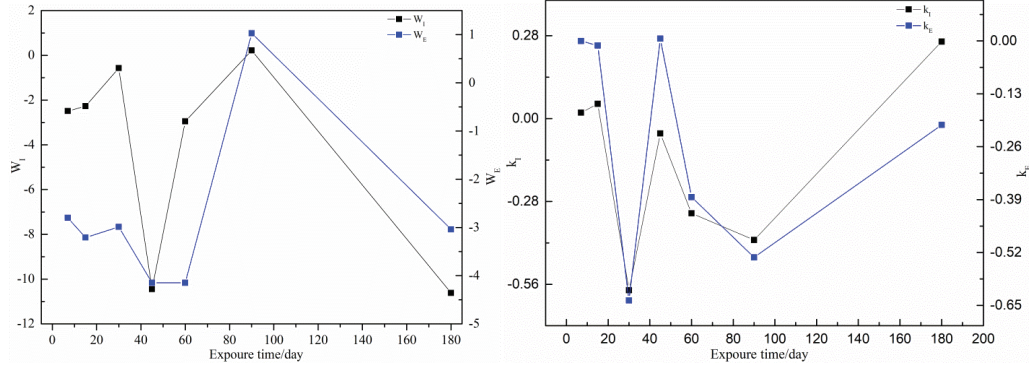 2
0
-2
-4
-6
-8
-10
-12
W_I
0 20 40 60 80 100 120 140 160 180
Expoure time/day
1
0
-1
-2
-3
-4
-5
W_E
W_I
W_E
0.28
0.00
-0.28
-0.56
k_I
0 20 40 60 80 100 120 140 160 180 200
Expoure time/day
0.00
-0.13
-0.26
-0.39
-0.52
-0.65
k_E
k_I
k_E